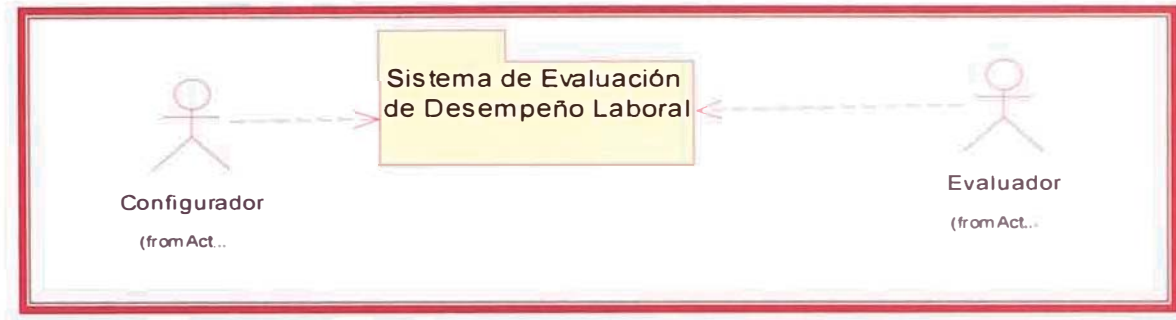 Sistema de Evaluación
de Desempeño Laboral
Configurador
(from Act...
Evaluador
(from Act...